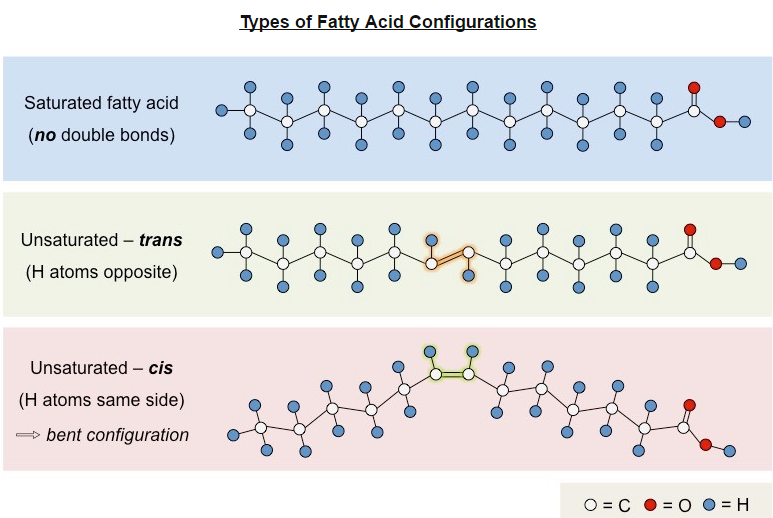 Types of Fatty Acid Configurations
Saturated fatty acid
(no double bonds)
Unsaturated – trans
(H atoms opposite)
Unsaturated – cis
(H atoms same side)
⇒ bent configuration
= C = O = H